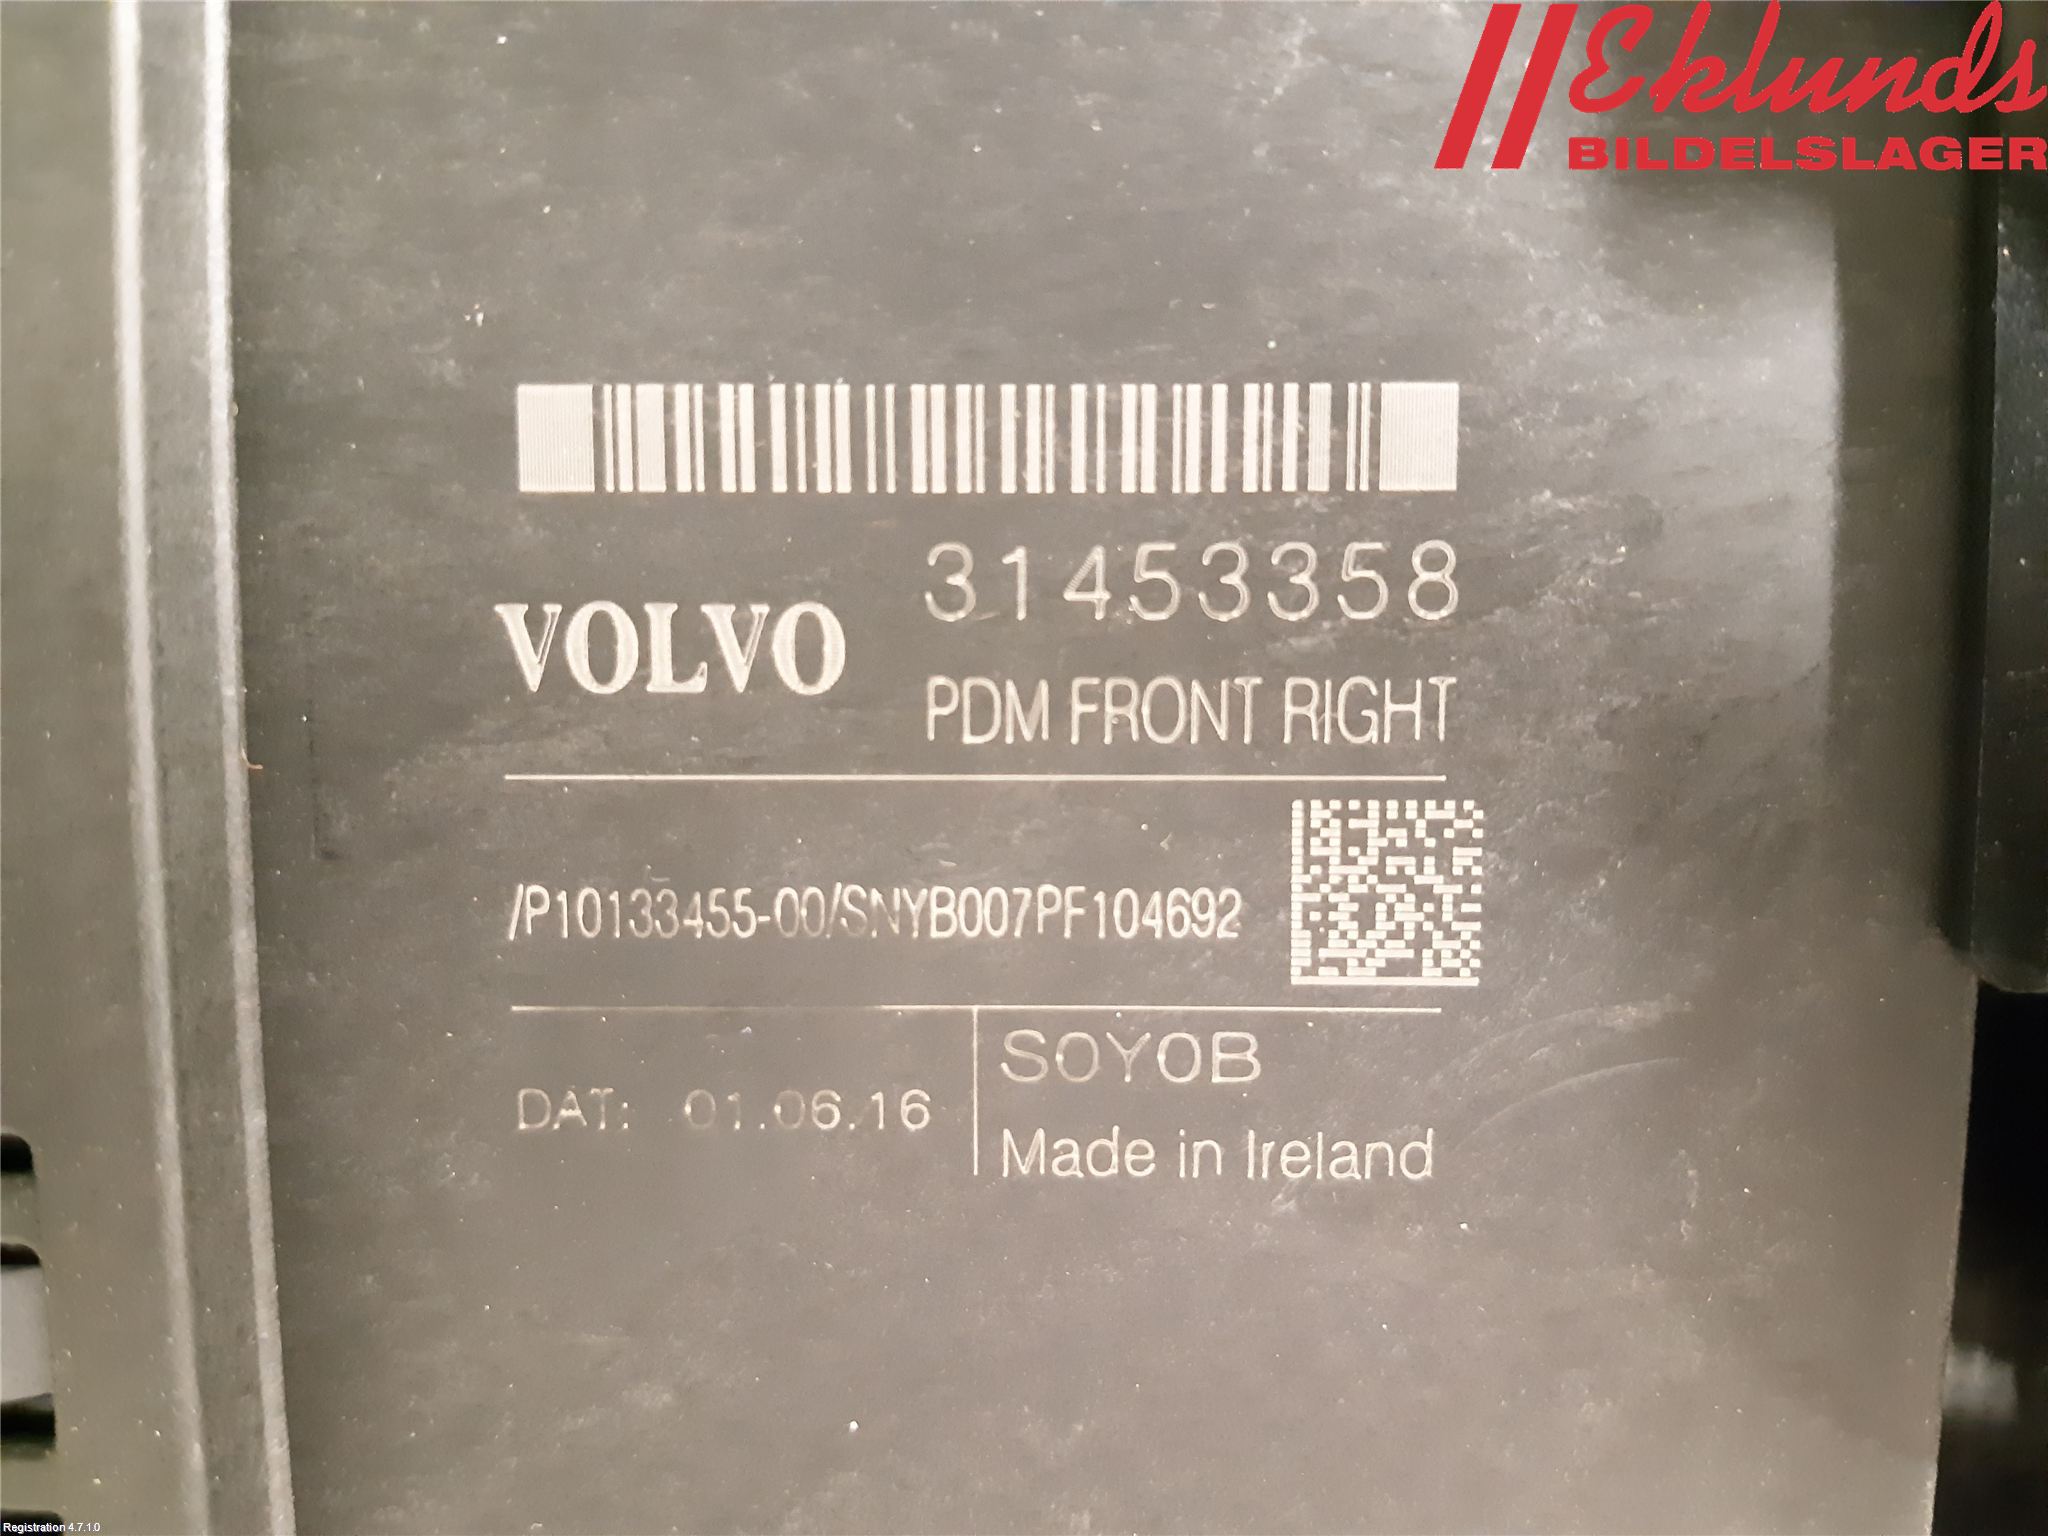 Eklunds
BILDELSLAGER
31453358
VOLVO
PDM FRONT RIGHT
/P10133455-00/SNYB007PF104692
DAT: 01.06.16
SOYOB
Made in Ireland
Registration 4.7.1.0